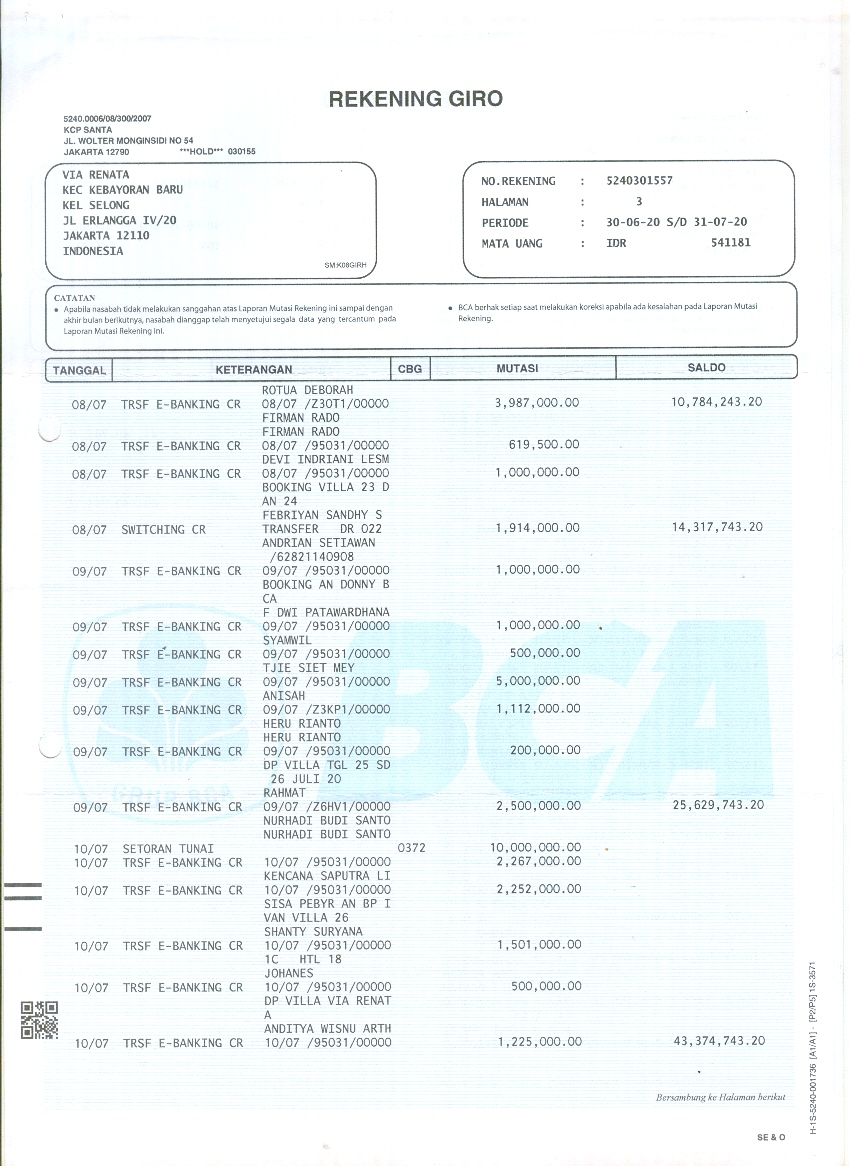 REKENING GIRO
5240.0006/08/300/2007
KCP SANTA
JL. WOLTER MONGINSIDI NO 54
JAKARTA 12790 ***HOLD*** 030155
VIA RENATA
KEC KEBAYORAN BARU
KEL SELONG
JL ERLANGGA IV/20
JAKARTA 12110
INDONESIA
SM:K08GIRH
NO.REKENING : 5240301557
HALAMAN : 3
PERIODE : 30-06-20 S/D 31-07-20
MATA UANG : IDR 541181
CATATAN
• Apabila nasabah tidak melakukan sanggahan atas Laporan Mutasi Rekening ini sampai dengan
akhir bulan berikutnya, nasabah dianggap telah menyetujui segala data yang tercantum pada
Laporan Mutasi Rekening ini.
• BCA berhak setiap saat melakukan koreksi apabila ada kesalahan pada Laporan Mutasi
Rekening.
TANGGAL KETERANGAN CBG MUTASI SALDO
ROTUA DEBORAH
08/07 TRSF E-BANKING CR 08/07 /Z3OT1/00000 3,987,000.00 10,784,243.20
FIRMAN RADO
FIRMAN RADO
08/07 TRSF E-BANKING CR 08/07 /95031/00000 619,500.00
DEVI INDRIANI LESM
08/07 TRSF E-BANKING CR 08/07 /95031/00000 1,000,000.00
BOOKING VILLA 23 D
AN 24
FEBRIYAN SANDHY S
08/07 SWITCHING CR TRANSFER DR 022 1,914,000.00 14,317,743.20
ANDRIAN SETIAWAN
/62821140908
09/07 TRSF E-BANKING CR 09/07 /95031/00000 1,000,000.00
BOOKING AN DONNY B
CA
F DWI PATAWARDHANA
09/07 TRSF E-BANKING CR 09/07 /95031/00000 1,000,000.00
SYAMWIL
09/07 TRSF E-BANKING CR 09/07 /95031/00000 500,000.00
TJIE SIET MEY
09/07 TRSF E-BANKING CR 09/07 /95031/00000 5,000,000.00
ANISAH
09/07 TRSF E-BANKING CR 09/07 /Z3KP1/00000 1,112,000.00
HERU RIANTO
HERU RIANTO
09/07 TRSF E-BANKING CR 09/07 /95031/00000 200,000.00
DP VILLA TGL 25 SD
26 JULI 20
RAHMAT
09/07 TRSF E-BANKING CR 09/07 /Z6HV1/00000 2,500,000.00 25,629,743.20
NURHADI BUDI SANTO
NURHADI BUDI SANTO
10/07 SETORAN TUNAI 0372 10,000,000.00
10/07 TRSF E-BANKING CR 10/07 /95031/00000 2,267,000.00
KENCANA SAPUTRA LI
10/07 TRSF E-BANKING CR 10/07 /95031/00000 2,252,000.00
SISA PEBYR AN BP I
VAN VILLA 26
SHANTY SURYANA
10/07 TRSF E-BANKING CR 10/07 /95031/00000 1,501,000.00
1C HTL 18
JOHANES
10/07 TRSF E-BANKING CR 10/07 /95031/00000 500,000.00
DP VILLA VIA RENAT
A
ANDITYA WISNU ARTH
10/07 TRSF E-BANKING CR 10/07 /95031/00000 1,225,000.00 43,374,743.20
BCA
Bersambung ke Halaman berikut
SE & O
H-1S-5240-001736 [A1/A1] - [P2/P5] 1S-3571